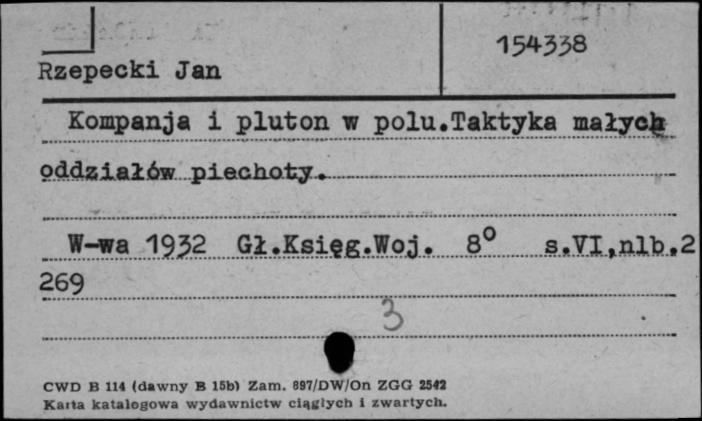 154338
Rzepecki Jan
Kompanja i pluton w polu.Taktyka małych
oddziałów piechoty.
W-wa 1932 Gł.Księg.Woj. 8° s.VI,nlb.2
269
3
CWD B 114 (dawny B 15b) Zam. 897/DW/On ZGG 2542
Karta katalogowa wydawnictw ciągłych i zwartych.